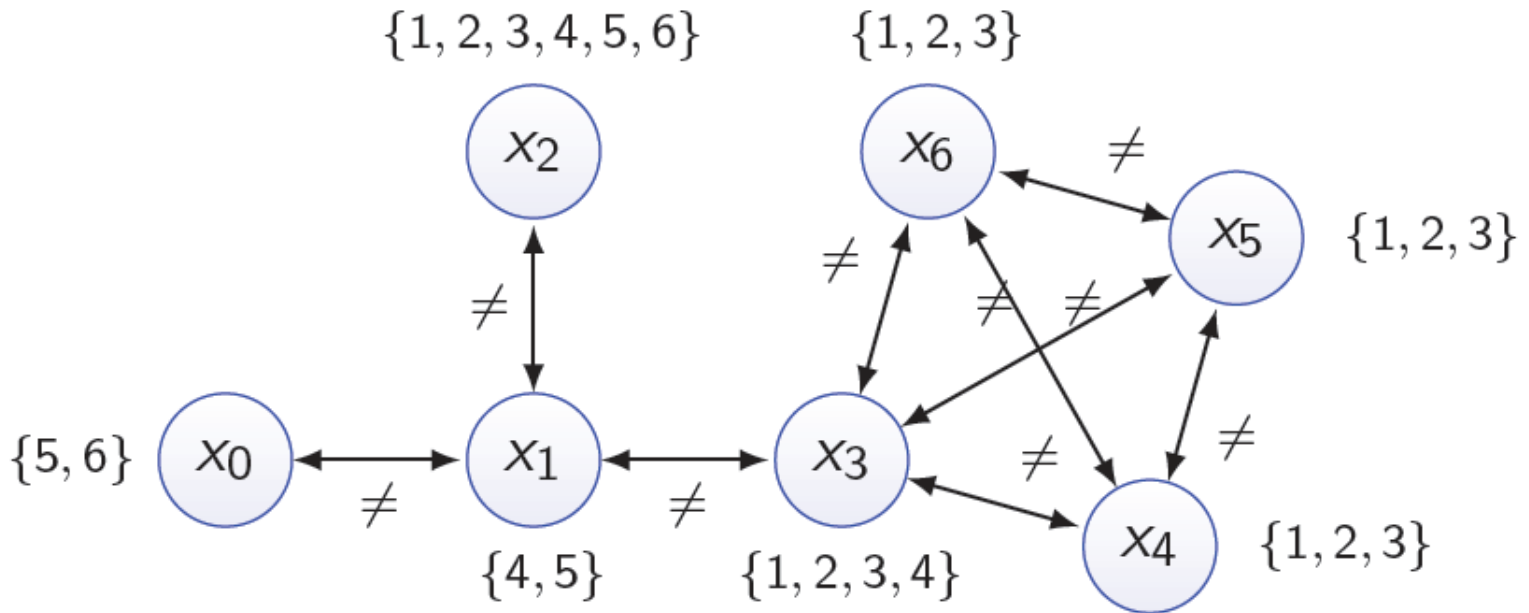 {1, 2, 3, 4, 5, 6}
{1, 2, 3}
x₂
x₆
≠
x₅
{1, 2, 3}
≠
≠
≠
≠
{5, 6}
x₀
x₁
x₃
≠
≠
≠
≠
x₄
{1, 2, 3}
{4, 5}
{1, 2, 3, 4}